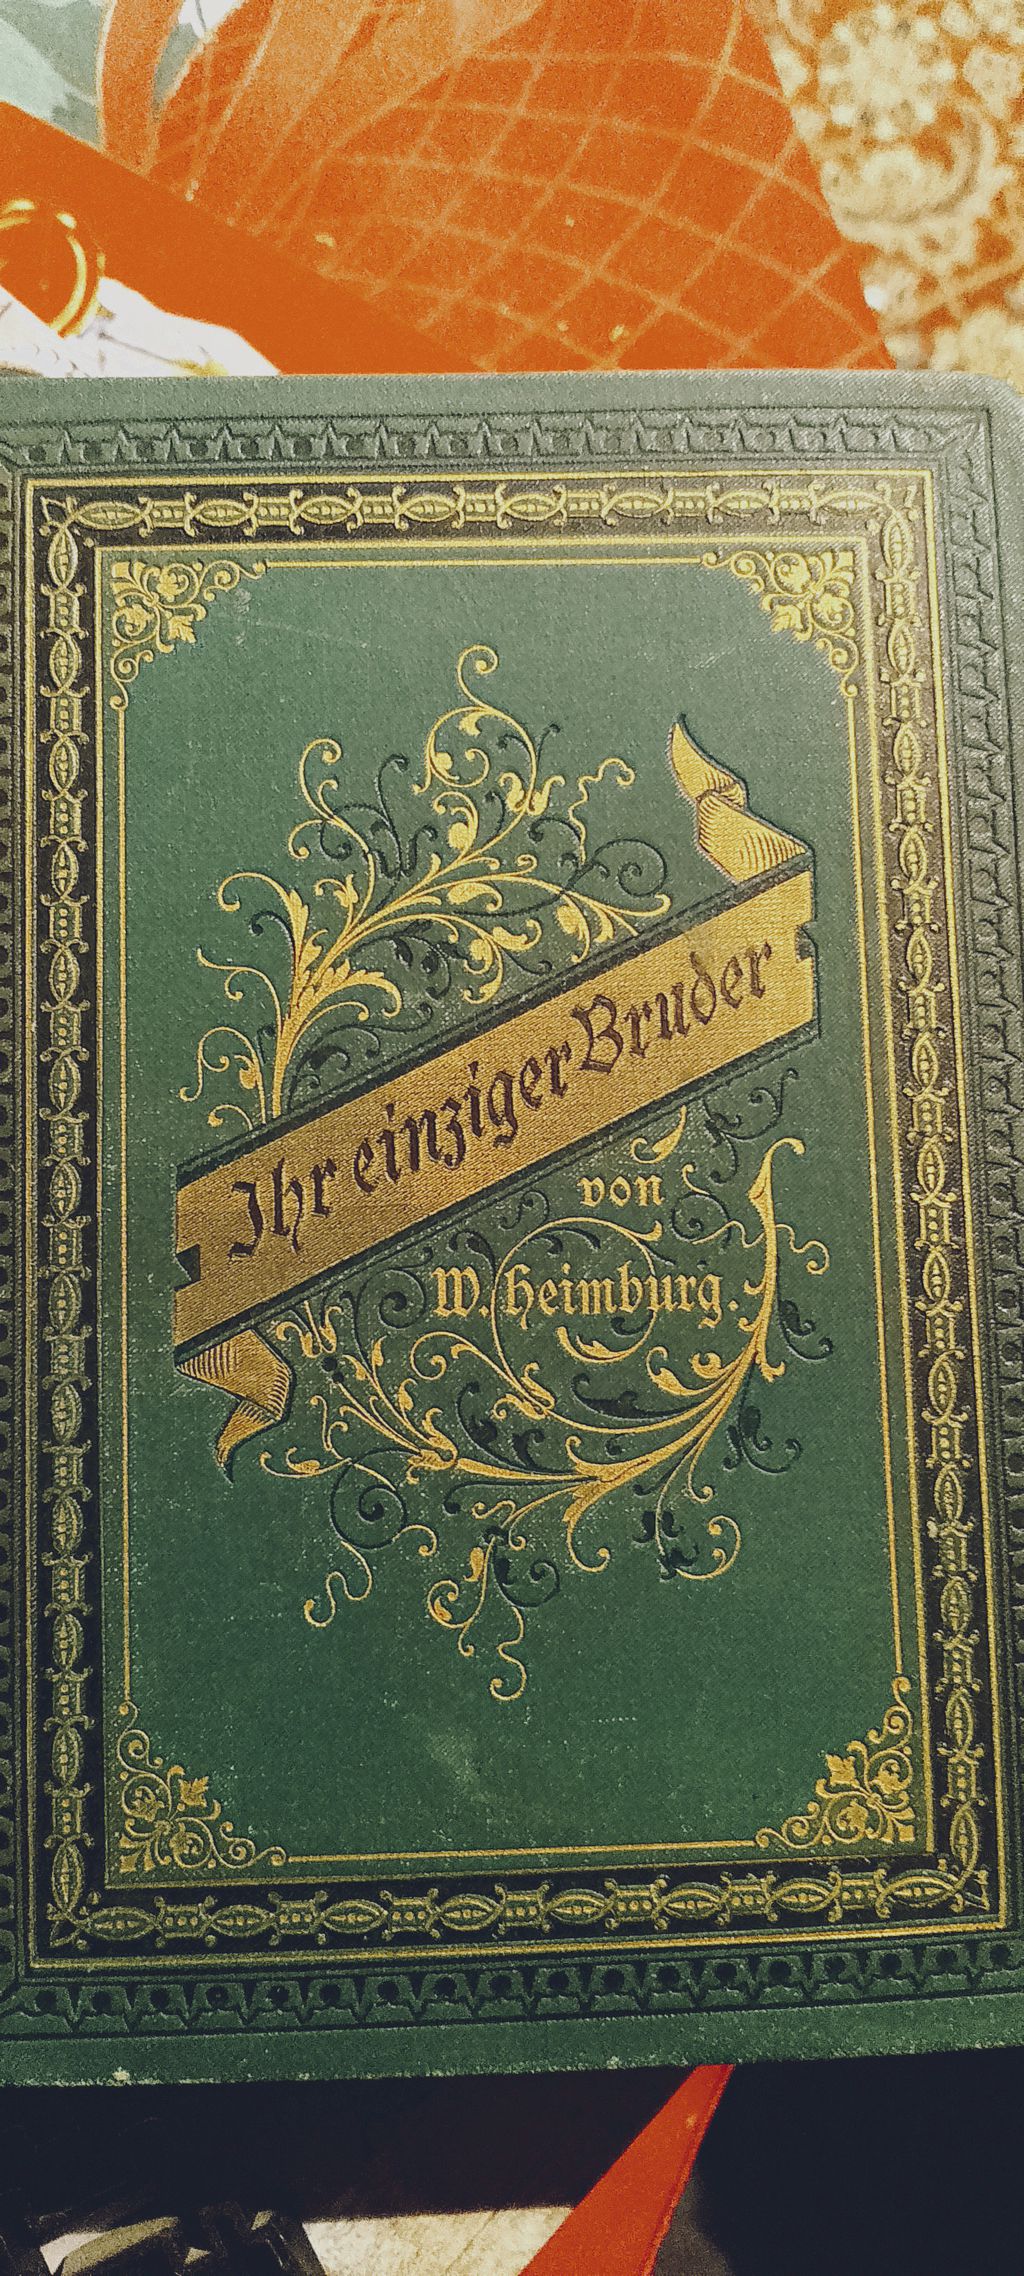 Ihr einziger Bruder
von
W. Heimburg.